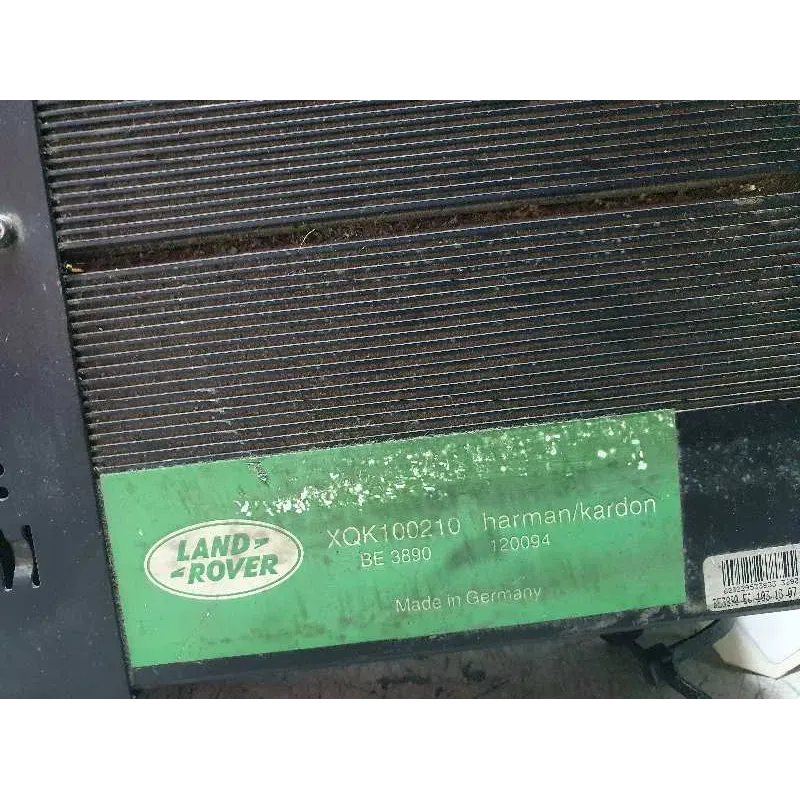 LAND
ROVER
XQK100210 harman/kardon
BE 3890 120094
Made in Germany